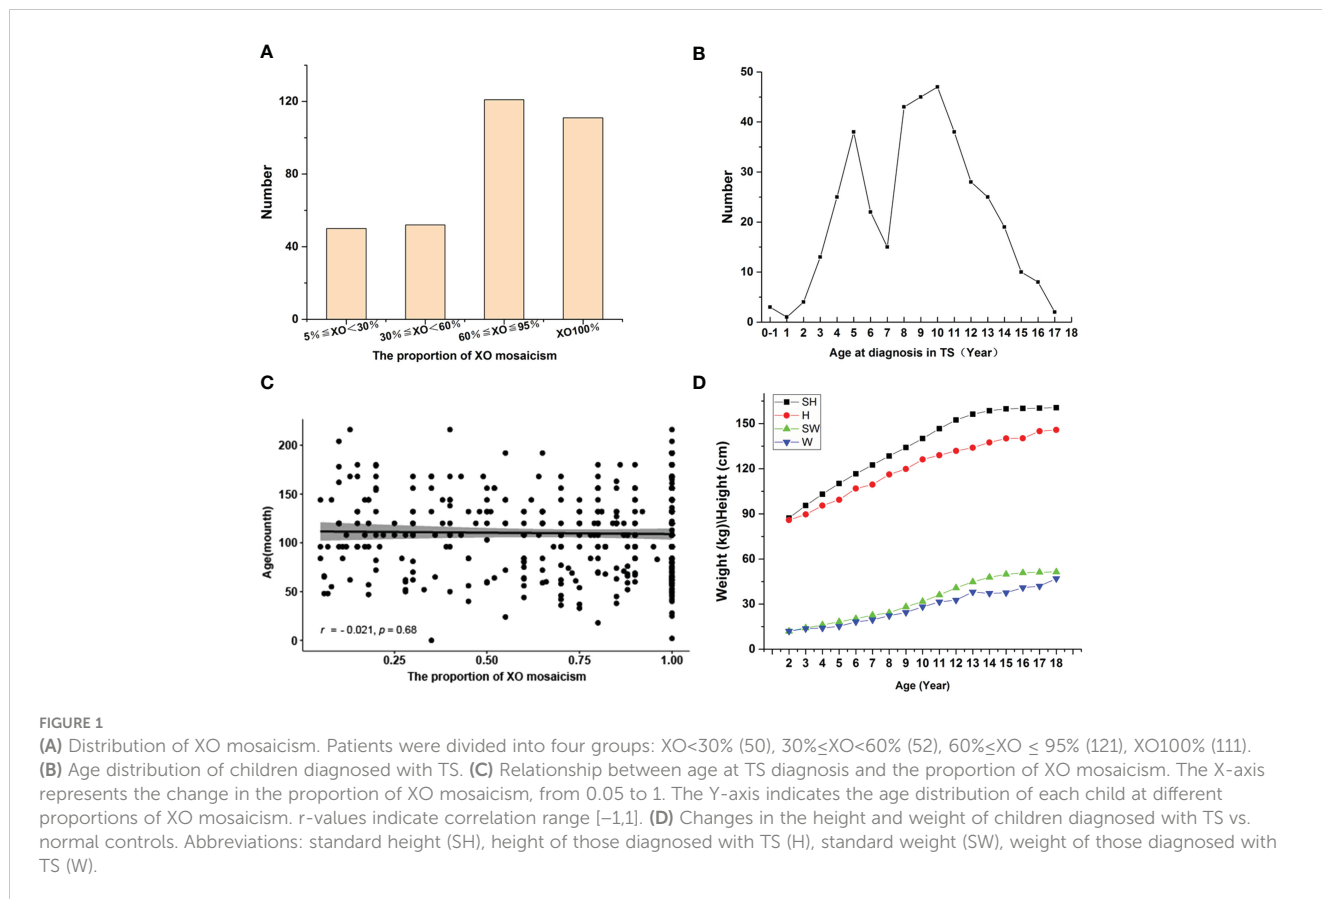 A
Number
120
80
40
0
5%≦XO＜30%
30%≦XO＜60%
60%≦XO≦95%
XO100%
The proportion of XO mosaicism
B
Number
50
40
30
20
10
0
0-1 1 2 3 4 5 6 7 8 9 10 11 12 13 14 15 16 17 18
Age at diagnosis in TS（Year）
C
Age(mounth)
200
150
100
50
0
r = - 0.021, p = 0.68
0.25 0.50 0.75 1.00
The proportion of XO mosaicism
D
Weight (kg)\Height (cm)
150
120
90
60
30
0
SH
H
SW
W
2 3 4 5 6 7 8 9 10 11 12 13 14 15 16 17 18
Age (Year)
FIGURE 1
(A) Distribution of XO mosaicism. Patients were divided into four groups: XO<30% (50), 30%≤XO<60% (52), 60%≤XO ≤ 95% (121), XO100% (111).
(B) Age distribution of children diagnosed with TS. (C) Relationship between age at TS diagnosis and the proportion of XO mosaicism. The X-axis
represents the change in the proportion of XO mosaicism, from 0.05 to 1. The Y-axis indicates the age distribution of each child at different
proportions of XO mosaicism. r-values indicate correlation range [−1,1]. (D) Changes in the height and weight of children diagnosed with TS vs.
normal controls. Abbreviations: standard height (SH), height of those diagnosed with TS (H), standard weight (SW), weight of those diagnosed with
TS (W).